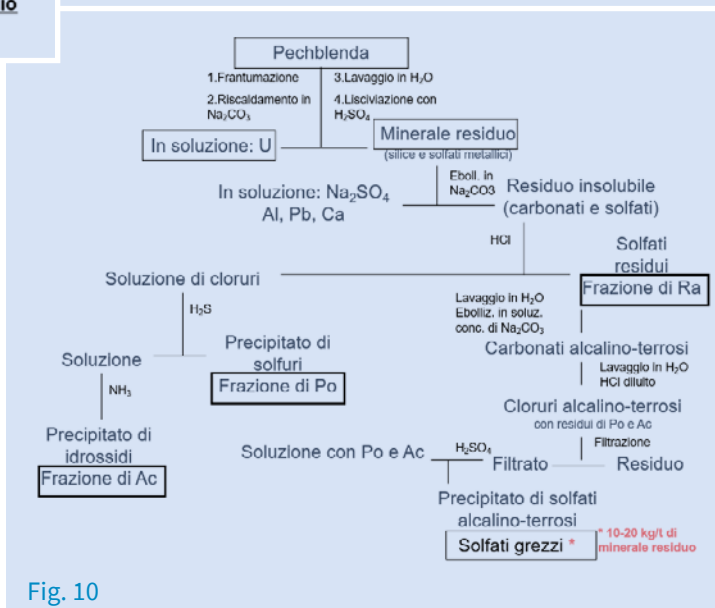 io
Pechblenda
1.Frantumazione
2.Riscaldamento in
Na₂CO₃
3.Lavaggio in H₂O
4.Lisciviazione con
H₂SO₄
In soluzione: U
Minerale residuo
(silice e solfati metallici)
Eboll. in
Na₂CO3
In soluzione: Na₂SO₄
Al, Pb, Ca
Residuo insolubile
(carbonati e solfati)
HCl
Soluzione di cloruri
Solfati
residui
Frazione di Ra
H₂S
Lavaggio in H₂O
Eboliz. in soluz.
conc. di Na₂CO₃
Soluzione
Precipitato di
solfuri
Frazione di Po
Carbonati alcalino-terrosi
Lavaggio in H₂O
HCl diluito
NH₃
Cloruri alcalino-terrosi
con residui di Po e Ac
Filtrazione
Precipitato di
idrossidi
Frazione di Ac
Soluzione con Po e Ac
H₂SO₄
Filtrato
Residuo
Precipitato di solfati
alcalino-terrosi
Solfati grezzi *
* 10-20 kg/t di
minerale residuo
Fig. 10